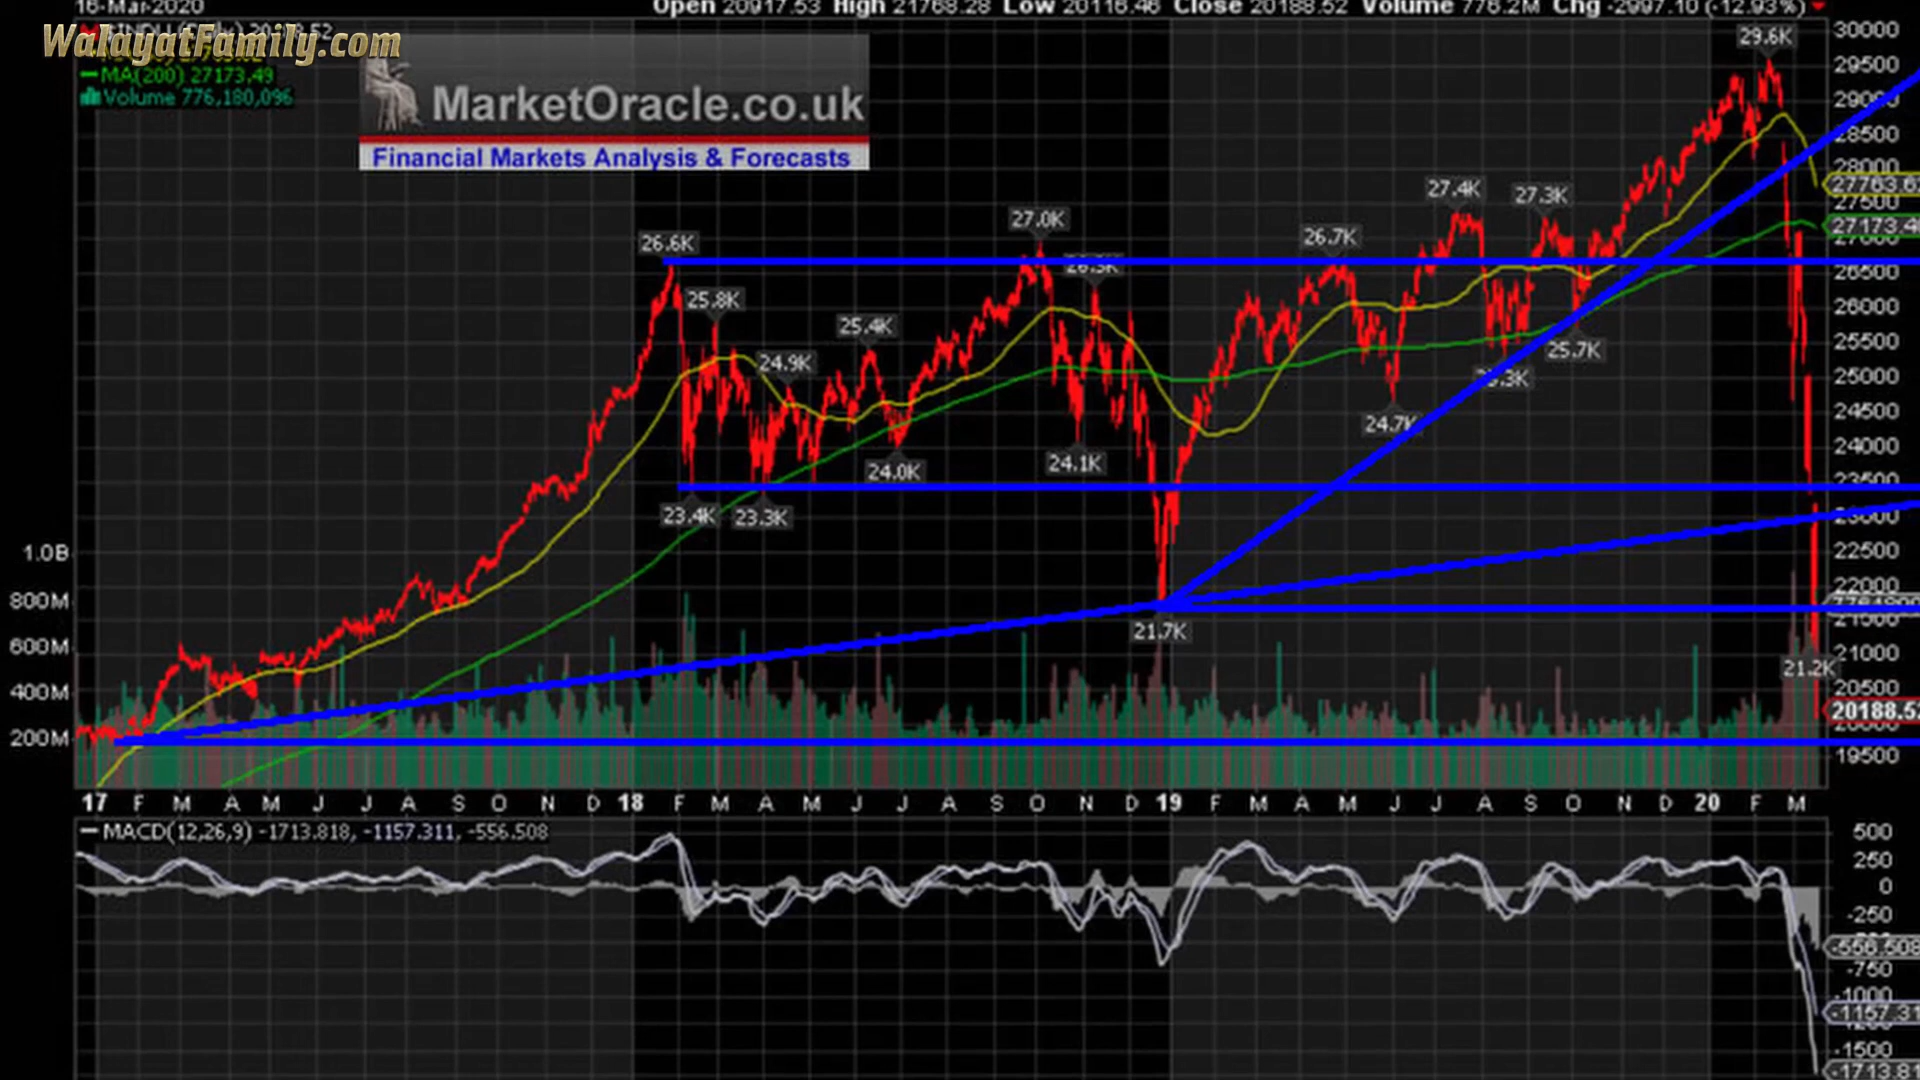 16-Mar-2020 Open 20917.53 High 21768.28 Low 20116.46 Close 20188.52 Volume 776.2M Chg -2997.10 (-12.93%)
WalayatFamily.com
MA(200) 27173.49
Volume 776,180,096
MarketOracle.co.uk
Financial Markets Analysis & Forecasts
29.6K
27.4K
27.3K
27.0K
26.7K
26.6K
26.3K
25.8K
25.4K
24.9K
25.7K
24.7K
24.0K
24.1K
23.4K
23.3K
21.7K
21.2K
30000
29500
29000
28500
28000
27763.6
27500
27173.4
27000
26500
26000
25500
25000
24500
24000
23500
23000
22500
22000
21000
20500
20188.52
19500
1.0B
800M
600M
400M
200M
17 F M A M J J A S O N D 18 F M A M J J A S O N D 19 F M A M J J A S O N D 20 F M
MACD(12,26,9) -1713.818, -1157.311, -556.508
500
250
0
-250
-556.508
-750
-1000
-1157.31
-1500
-1713.81